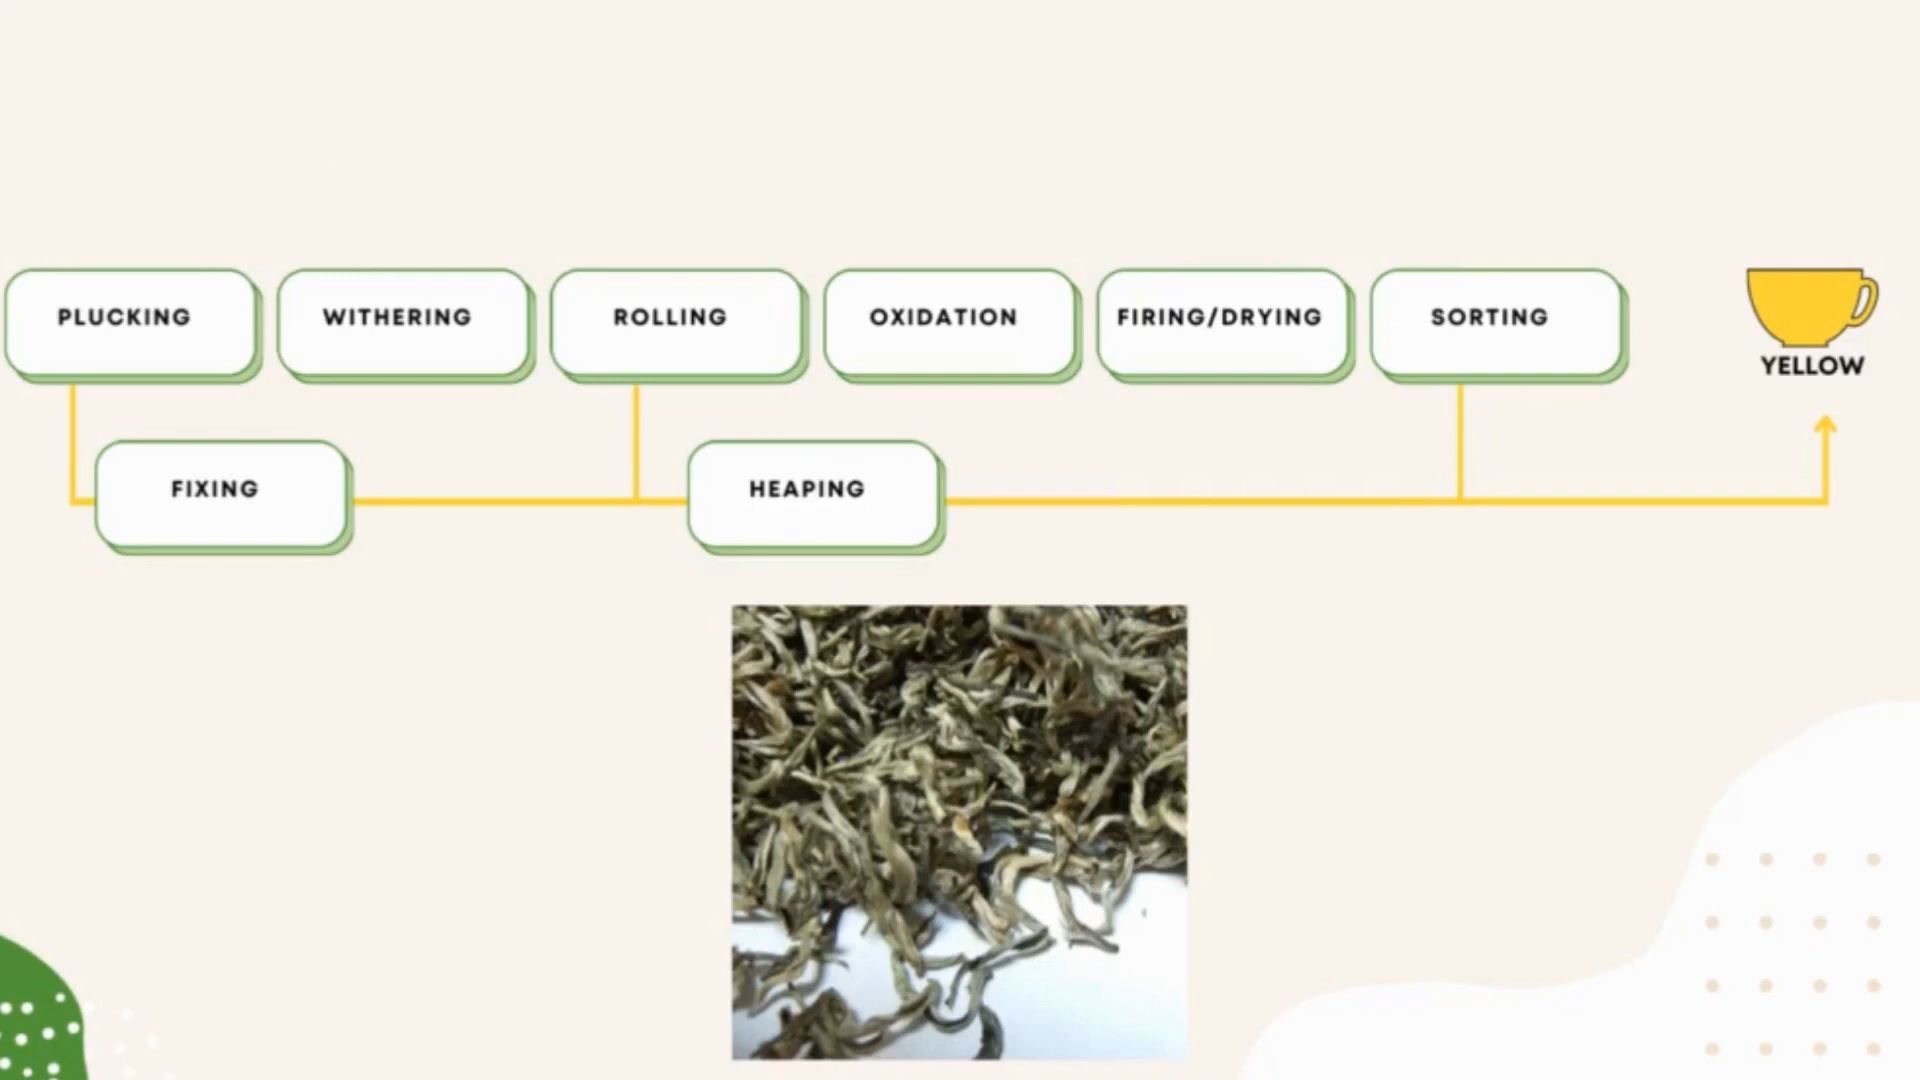 PLUCKING
WITHERING
ROLLING
OXIDATION
FIRING/DRYING
SORTING
YELLOW
FIXING
HEAPING